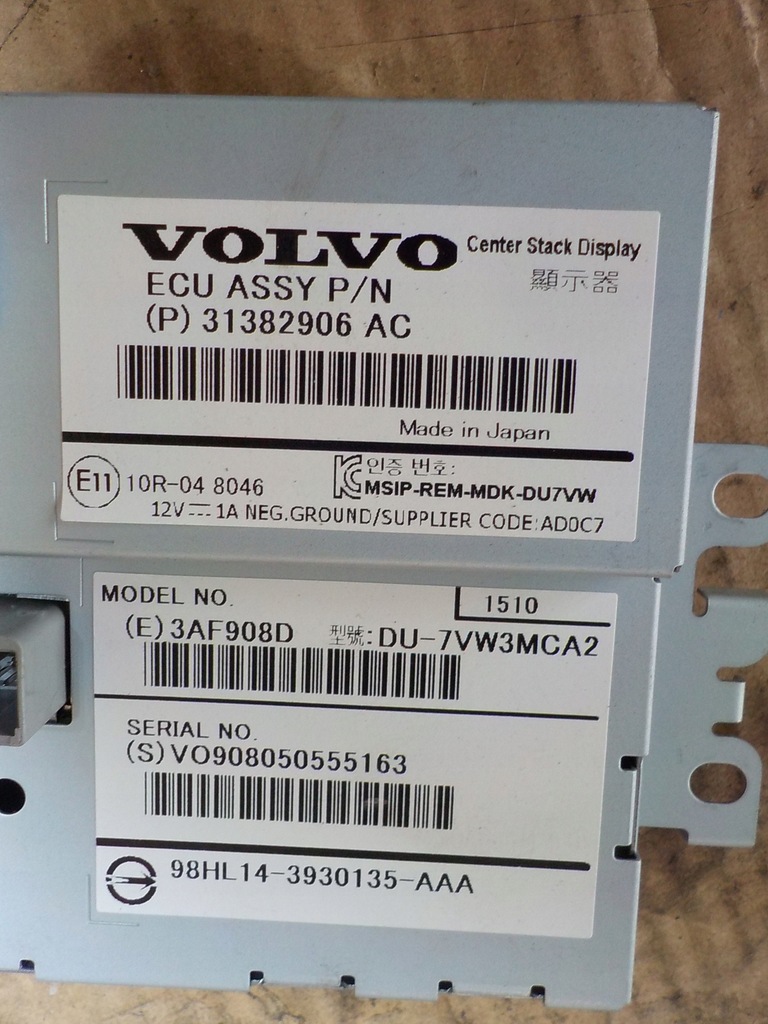 VOLVO Center Stack Display
ECU ASSY P/N 顯示器
(P) 31382906 AC
Made in Japan
E11 10R-04 8046
인증 번호:
MSIP-REM-MDK-DU7VW
12V⎓1A NEG.GROUND/SUPPLIER CODE:AD0C7
MODEL NO. 1510
(E)3AF908D 型號:DU-7VW3MCA2
SERIAL NO.
(S)VO908050555163
98HL14-3930135-AAA